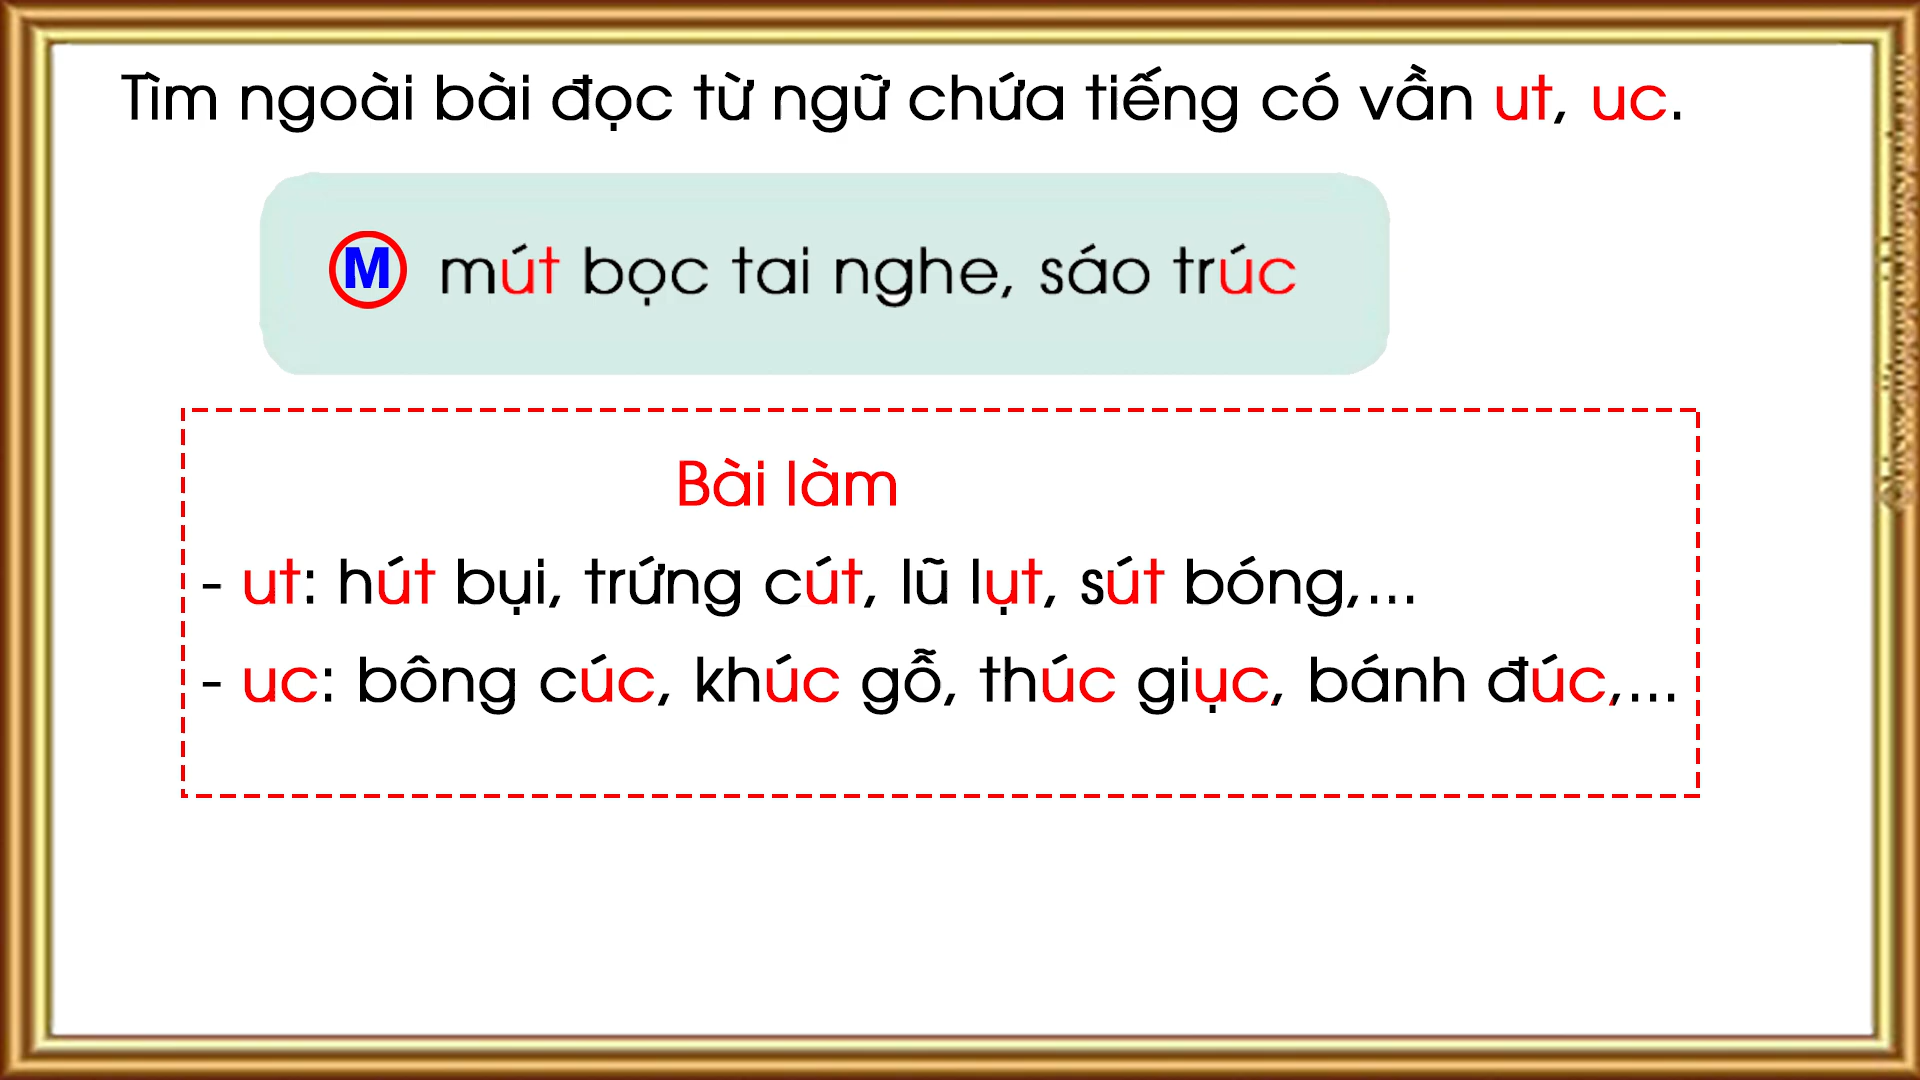 Tìm ngoài bài đọc từ ngữ chứa tiếng có vần ut, uc.
M mút bọc tai nghe, sáo trúc
Bài làm
- ut: hút bụi, trứng cút, lũ lụt, sút bóng,...
- uc: bông cúc, khúc gỗ, thúc giục, bánh đúc,...